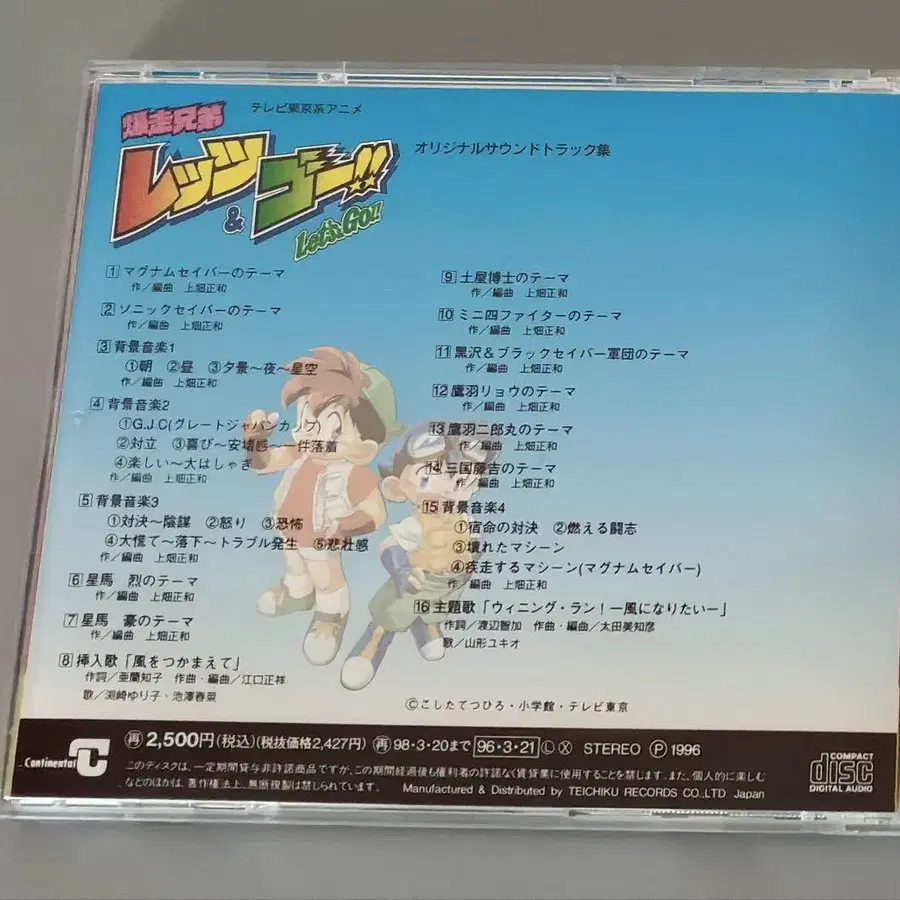 テレビ東京系アニメ
爆走兄弟
レッツ
&
ゴー!!
Let's & Go!!
オリジナルサウンドトラック集
1 マグナムセイバーのテーマ
作/編曲 上畑正和
2 ソニックセイバーのテーマ
作/編曲 上畑正和
3 背景音楽1
①朝 ②昼 ③夕景〜夜〜星空
作/編曲 上畑正和
4 背景音楽2
①G.J.C(グレートジャパンカップ)
②対立 ③喜び〜安堵感〜一件落着
④楽しい〜大はしゃぎ
作/編曲 上畑正和
5 背景音楽3
①対決〜陰謀 ②怒り ③恐怖
④大慌て〜落下〜トラブル発生 ⑤悲壮感
作/編曲 上畑正和
6 星馬 烈のテーマ
作/編曲 上畑正和
7 星馬 豪のテーマ
作/編曲 上畑正和
8 挿入歌「風をつかまえて」
作詞/亜蘭知子 作曲・編曲/江口正祥
歌/渕崎ゆり子・池澤春菜
9 土屋博士のテーマ
作/編曲 上畑正和
10 ミニ四ファイターのテーマ
作/編曲 上畑正和
11 黒沢&ブラックセイバー軍団のテーマ
作/編曲 上畑正和
12 鷹羽リョウのテーマ
作/編曲 上畑正和
13 鷹羽二郎丸のテーマ
作/編曲 上畑正和
14 三国藤吉のテーマ
作/編曲 上畑正和
15 背景音楽4
①宿命の対決 ②燃える闘志
③壊れたマシーン
④疾走するマシーン(マグナムセイバー)
作/編曲 上畑正和
16 主題歌「ウィニング・ラン!ー風になりたいー」
作詞/渡辺智加 作曲・編曲/太田美知彦
歌/山形ユキオ
©こしたてつひろ・小学館・テレビ東京
Continental
再 2,500円(税込)(税抜価格2,427円) 再 98・3・20まで 96・3・21 Ⓛ Ⓧ STEREO Ⓟ 1996
このディスクは、一定期間貸与非許諾商品ですが、この期間経過後も権利者の許諾なく賃貸業に使用することを禁じます。また、個人的に楽しむ
などのほかは、著作権法上、無断複製は禁じられています。 Manufactured & Distributed by TEICHIKU RECORDS CO.,LTD Japan
COMPACT
disc
DIGITAL AUDIO